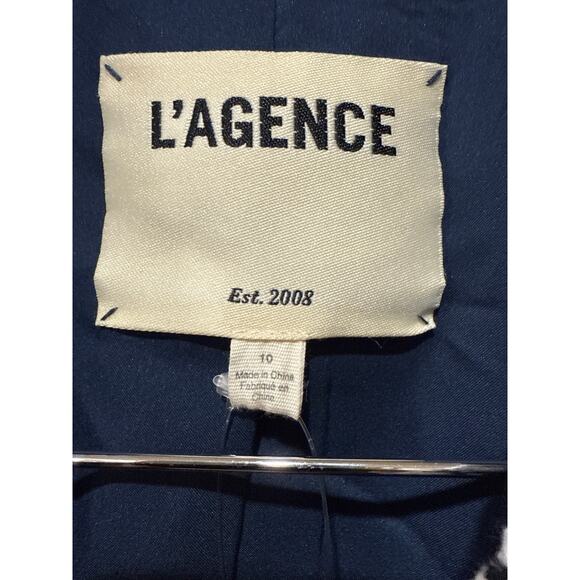 L'AGENCE
Est. 2008
10
Made in China
Fabriqué en
Chine